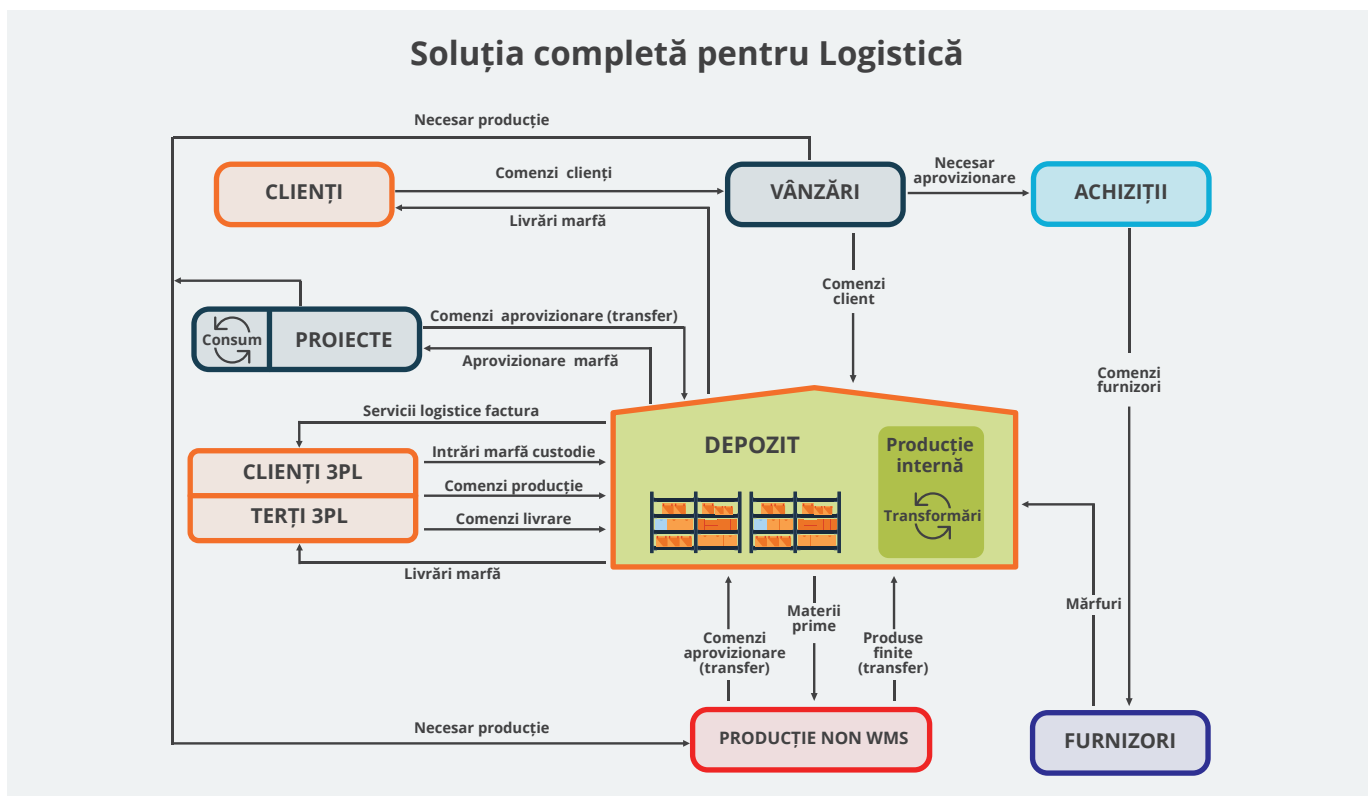 Soluția completă pentru Logistică
Necesar producție
CLIENȚI
Comenzi clienți
Livrări marfă
VÂNZĂRI
Necesar
aprovizionare
ACHIZIȚII
Comenzi
client
Consum
PROIECTE
Comenzi aprovizionare (transfer)
Aprovizionare marfă
Comenzi
furnizori
Servicii logistice factura
CLIENȚI 3PL
TERȚI 3PL
Intrări marfă custodie
Comenzi producție
Comenzi livrare
Livrări marfă
DEPOZIT
Producție
internă
Transformări
Mărfuri
Comenzi
aprovizionare
(transfer)
Materii
prime
Produse
finite
(transfer)
Necesar producție
PRODUCȚIE NON WMS
FURNIZORI